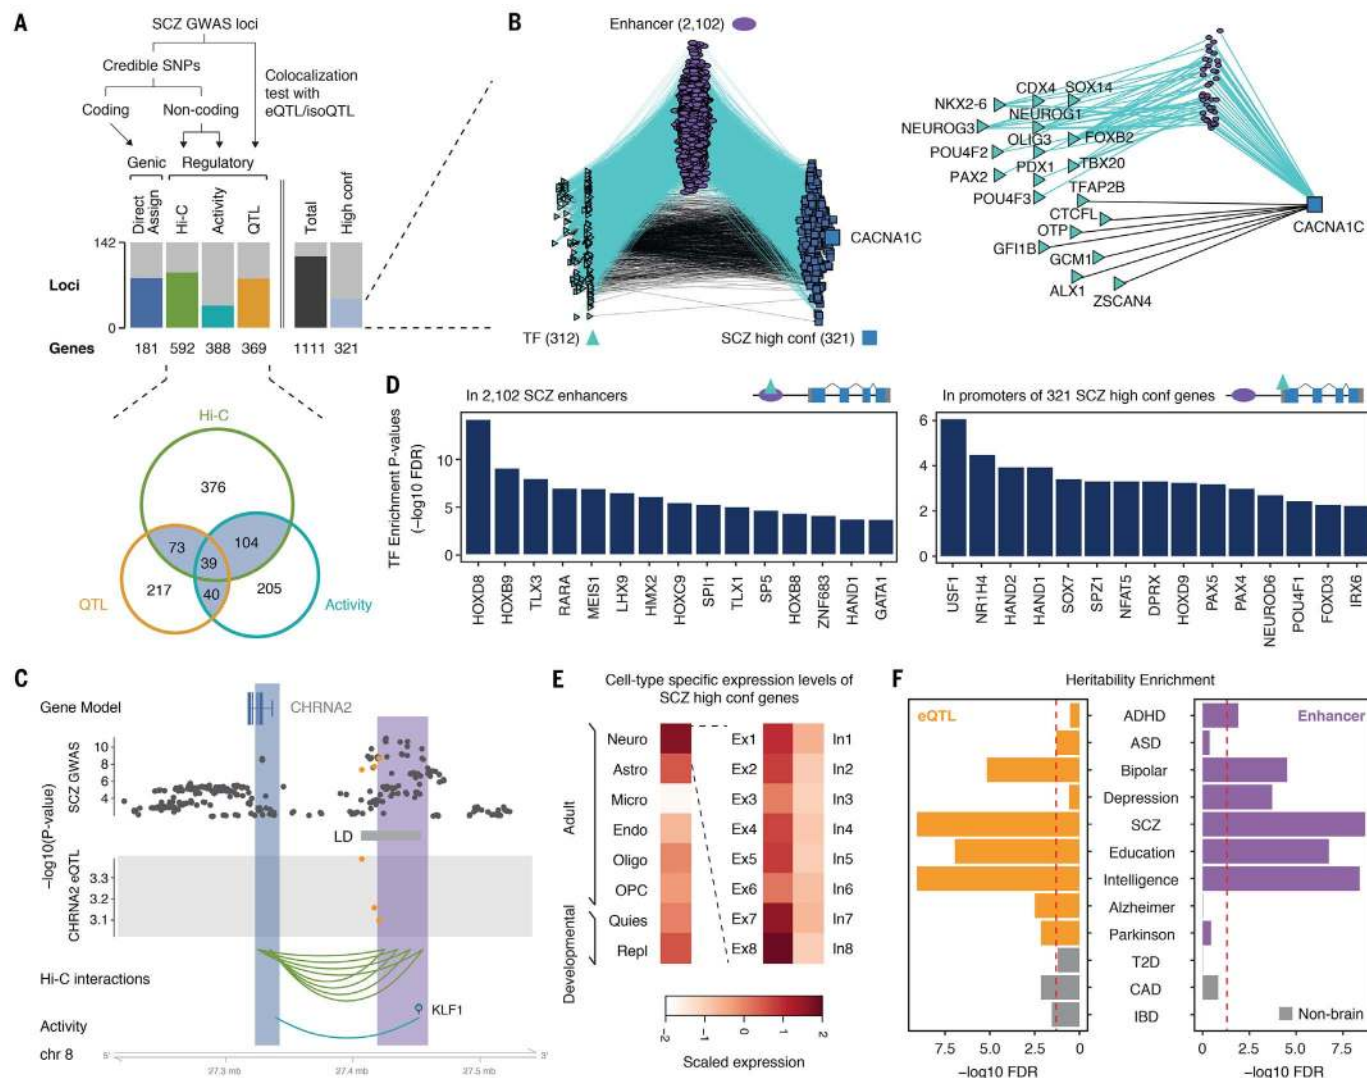 A
SCZ GWAS loci
Credible SNPs
Coding
Non-coding
Colocalization
test with
eQTL/isoQTL
Genic
Regulatory
Direct
Assign
Hi-C
Activity
QTL
Total
High conf
142
Loci
0
Genes
181
592
388
369
1111
321
Hi-C
376
73
104
39
217
40
205
QTL
Activity
B
Enhancer (2,102)
CACNA1C
TF (312)
SCZ high conf (321)
CDX4
SOX14
NKX2-6
NEUROG1
NEUROG3
OLIG3
FOXB2
POU4F2
PDX1
TBX20
PAX2
TFAP2B
POU4F3
CTCFL
OTP
GFI1B
GCM1
ALX1
ZSCAN4
CACNA1C
D
In 2,102 SCZ enhancers
TF Enrichment P-values
(−log10 FDR)
10
5
0
HOXD8
HOXB9
TLX3
RARA
MEIS1
LHX9
HMX2
HOXC9
SPI1
TLX1
SP5
HOXB8
ZNF683
HAND1
GATA1
In promoters of 321 SCZ high conf genes
6
4
2
0
USF1
NR1H4
HAND2
HAND1
SOX7
SPZ1
NFAT5
DPRX
HOXD9
PAX5
PAX4
NEUROD6
POU4F1
FOXD3
IRX6
C
Gene Model
CHRNA2
−log10(P-value)
SCZ GWAS
10
8
6
4
LD
CHRNA2 eQTL
3.3
3.2
3.1
Hi-C interactions
KLF1
Activity
chr 8
5'
3'
27.3 mb
27.4 mb
27.5 mb
E
Cell-type specific expression levels of
SCZ high conf genes
Adult
Developmental
Neuro
Astro
Micro
Endo
Oligo
OPC
Quies
Repl
Ex1
Ex2
Ex3
Ex4
Ex5
Ex6
Ex7
Ex8
In1
In2
In3
In4
In5
In6
In7
In8
−2
−1
0
1
2
Scaled expression
F
Heritability Enrichment
eQTL
Enhancer
ADHD
ASD
Bipolar
Depression
SCZ
Education
Intelligence
Alzheimer
Parkinson
T2D
CAD
IBD
Non-brain
7.5
5.0
2.5
0
−log10 FDR
0
2.5
5.0
7.5
−log10 FDR